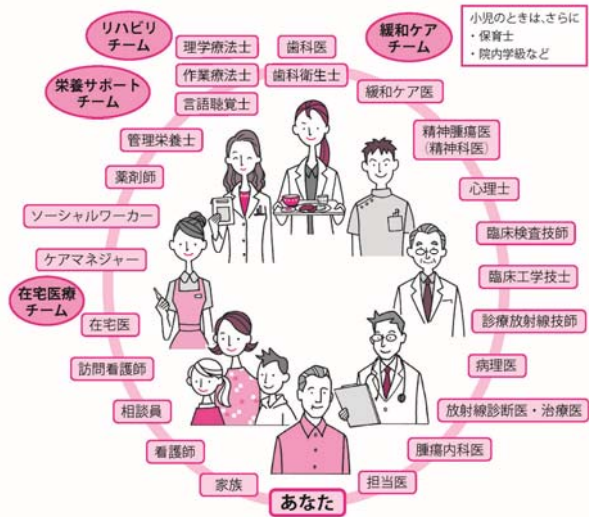 リハビリ
チーム
理学療法士
作業療法士
言語聴覚士
歯科医
歯科衛生士
緩和ケア
チーム
小児のときは、さらに
・保育士
・院内学級など
栄養サポート
チーム
緩和ケア医
管理栄養士
精神腫瘍医
(精神科医)
薬剤師
心理士
ソーシャルワーカー
臨床検査技師
ケアマネジャー
臨床工学技士
在宅医療
チーム
在宅医
診療放射線技師
訪問看護師
病理医
相談員
放射線診断医・治療医
看護師
腫瘍内科医
家族
担当医
あなた